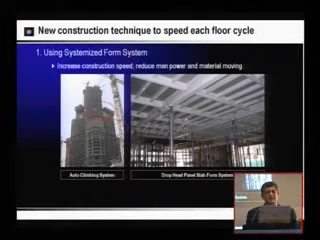 New construction technique to speed each floor cycle
1. Using Systemized Form System
Increase construction speed, reduce man power and material moving
Auto Climbing System
Drop Head Panel Slab Form System